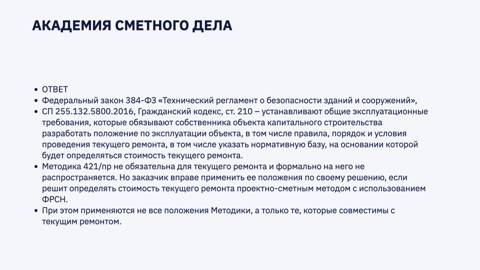 АКАДЕМИЯ СМЕТНОГО ДЕЛА
• ОТВЕТ
• Федеральный закон 384-ФЗ «Технический регламент о безопасности зданий и сооружений»,
• СП 255.132.5800.2016, Гражданский кодекс, ст. 210 – устанавливают общие эксплуатационные
требования, которые обязывают собственника объекта капитального строительства
разработать положение по эксплуатации объекта, в том числе правила, порядок и условия
проведения текущего ремонта, в том числе указать нормативную базу, на основании которой
будет определяться стоимость текущего ремонта.
• Методика 421/пр не обязательна для текущего ремонта и формально на него не
распространяется. Но заказчик вправе применить ее положения по своему решению, если
решит определять стоимость текущего ремонта проектно-сметным методом с использованием
ФРСН.
• При этом применяются не все положения Методики, а только те, которые совместимы с
текущим ремонтом.